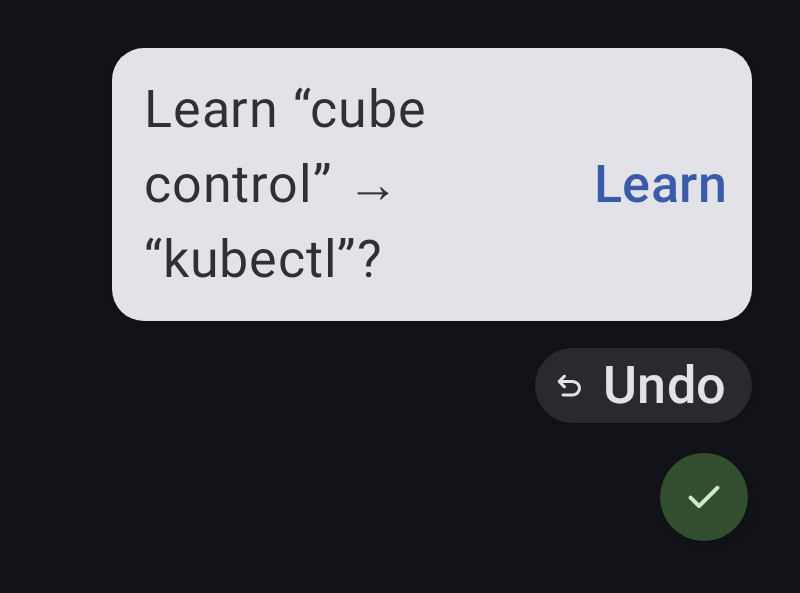 Learn “cube
control” →
“kubectl”?
Learn
Undo